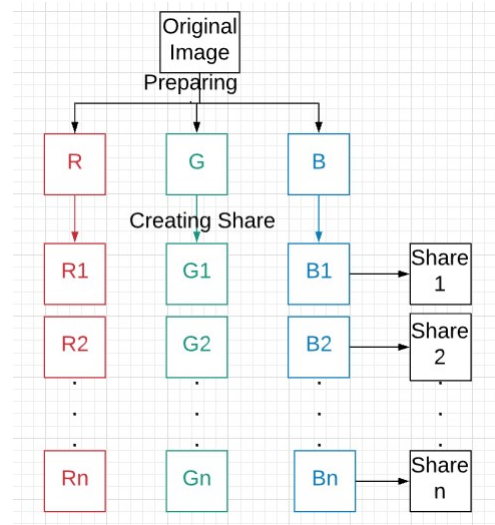 Original
Image
Preparing
R G B
Creating Share
R1 G1 B1 Share
1
R2 G2 B2 Share
2
. . . .
. . . .
. . . .
Rn Gn Bn Share
n